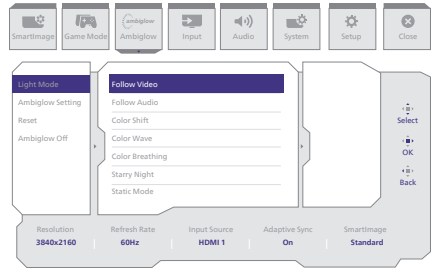 SmartImage Game Mode Ambiglow Input Audio System Setup Close
ambiglow
Light Mode
Ambiglow Setting
Reset
Ambiglow Off
Follow Video
Follow Audio
Color Shift
Color Wave
Color Breathing
Starry Night
Static Mode
Select
OK
Back
Resolution Refresh Rate Input Source Adaptive Sync SmartImage
3840x2160 60Hz HDMI 1 On Standard